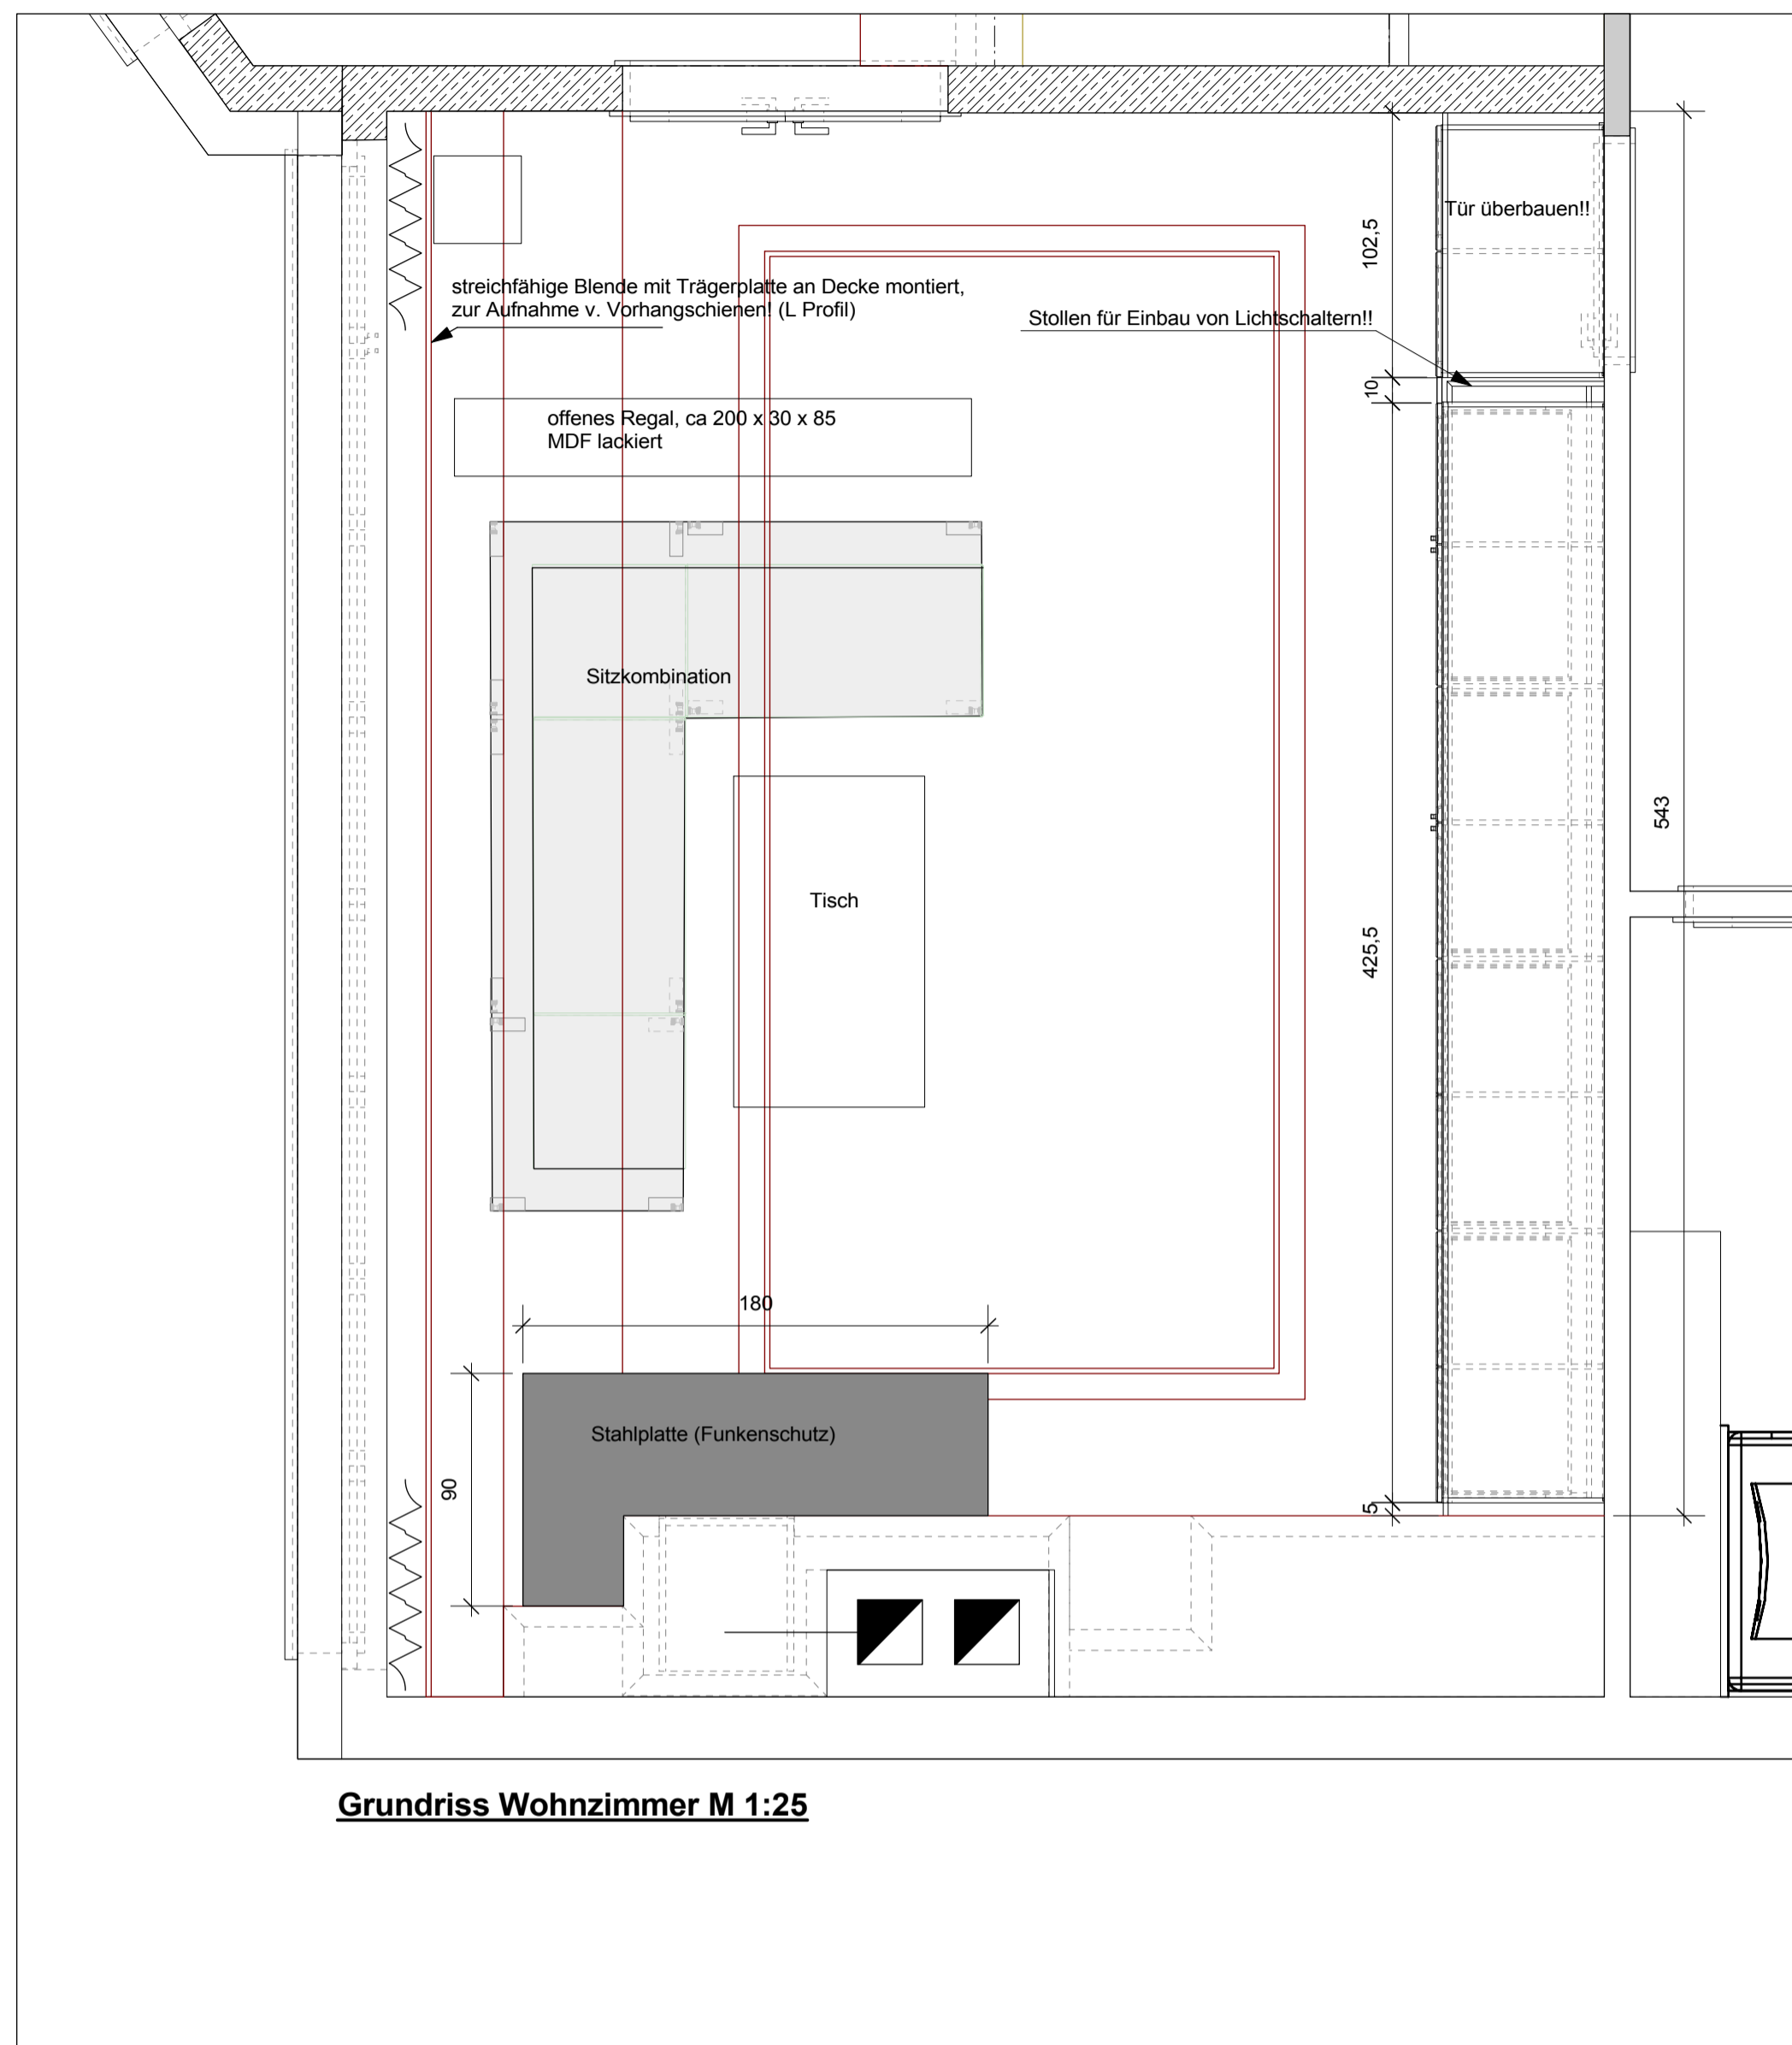 Tür überbauen!!
102,5
streichfähige Blende mit Trägerplatte an Decke montiert,
zur Aufnahme v. Vorhangschienen! (L Profil)
Stollen für Einbau von Lichtschaltern!!
10
offenes Regal, ca 200 x 30 x 85
MDF lackiert
Sitzkombination
543
Tisch
425,5
180
Stahlplatte (Funkenschutz)
90
5
Grundriss Wohnzimmer M 1:25